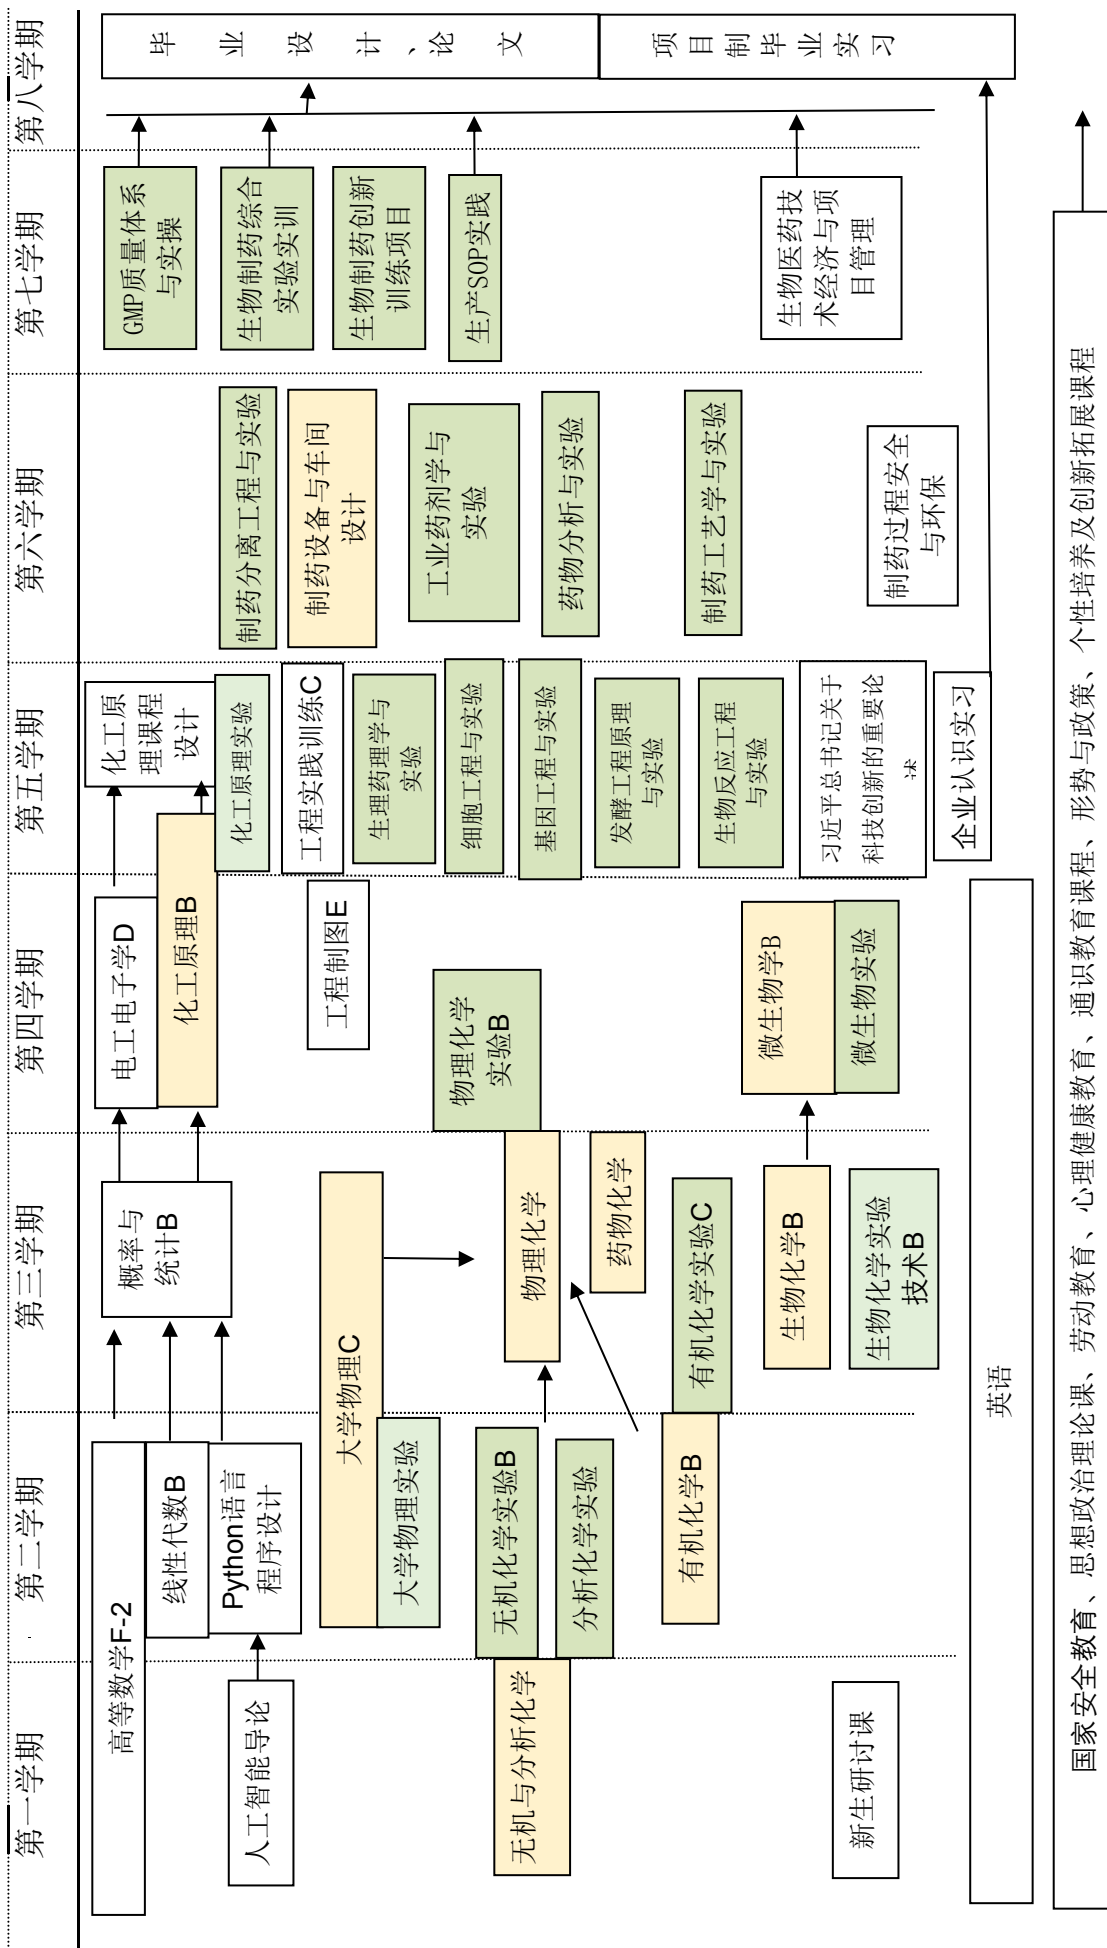 第一学期
第二学期
第三学期
第四学期
第五学期
第六学期
第七学期
第八学期
高等数学F-2
线性代数B
Python语言
程序设计
人工智能导论
概率与
统计B
电工电子学D
化工原理B
化工原
理课程
设计
化工原理实验
工程实践训练C
工程制图E
大学物理C
大学物理实验
无机与分析化学
无机化学实验B
分析化学实验
有机化学B
有机化学实验C
物理化学
药物化学
物理化学
实验B
生物化学B
生物化学实验
技术B
微生物学B
微生物实验
生理药理学与
实验
细胞工程与实验
基因工程与实验
发酵工程原理
与实验
生物反应工程
与实验
习近平总书记关于
科技创新的重要论
述
企业认识实习
制药分离工程与实验
制药设备与车间
设计
工业药剂学与
实验
药物分析与实验
制药工艺学与实验
制药过程安全
与环保
GMP质量体系
与实操
生物制药综合
实验实训
生物制药创新
训练项目
生产SOP实践
生物医药技
术经济与项
目管理
毕业设计、论文
项目制毕业实习
新生研讨课
英语
国家安全教育、思想政治理论课、劳动教育、心理健康教育、通识教育课程、形势与政策、个性培养及创新拓展课程